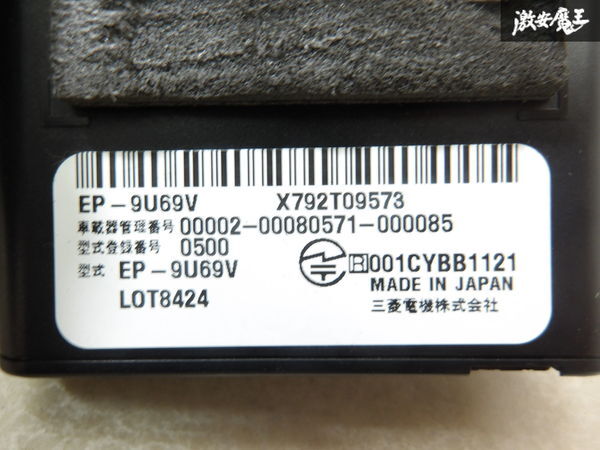 激安魔王
EP-9U69V X792T09573
車載器管理番号 00002-00080571-000085
型式登録番号 0500
型式 EP-9U69V R 001CYBB1121
LOT8424 MADE IN JAPAN
三菱電機株式会社